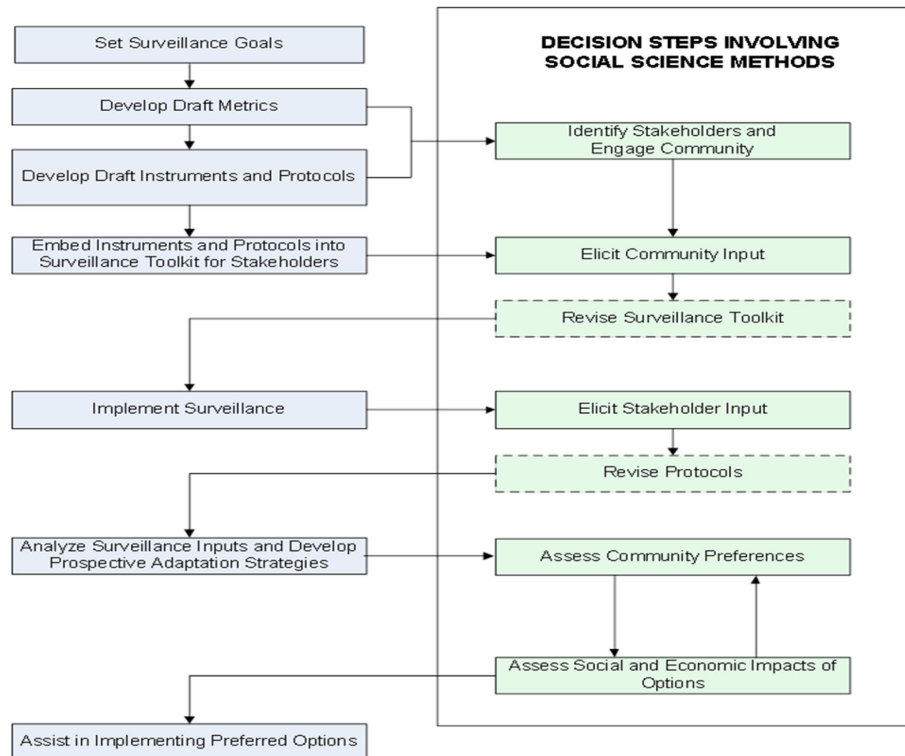 Set Surveillance Goals
DECISION STEPS INVOLVING
SOCIAL SCIENCE METHODS
Develop Draft Metrics
Identify Stakeholders and
Engage Community
Develop Draft Instruments and Protocols
Embed Instruments and Protocols into
Surveillance Toolkit for Stakeholders
Elicit Community Input
Revise Surveillance Toolkit
Implement Surveillance
Elicit Stakeholder Input
Revise Protocols
Analyze Surveillance Inputs and Develop
Prospective Adaptation Strategies
Assess Community Preferences
Assess Social and Economic Impacts of
Options
Assist in Implementing Preferred Options